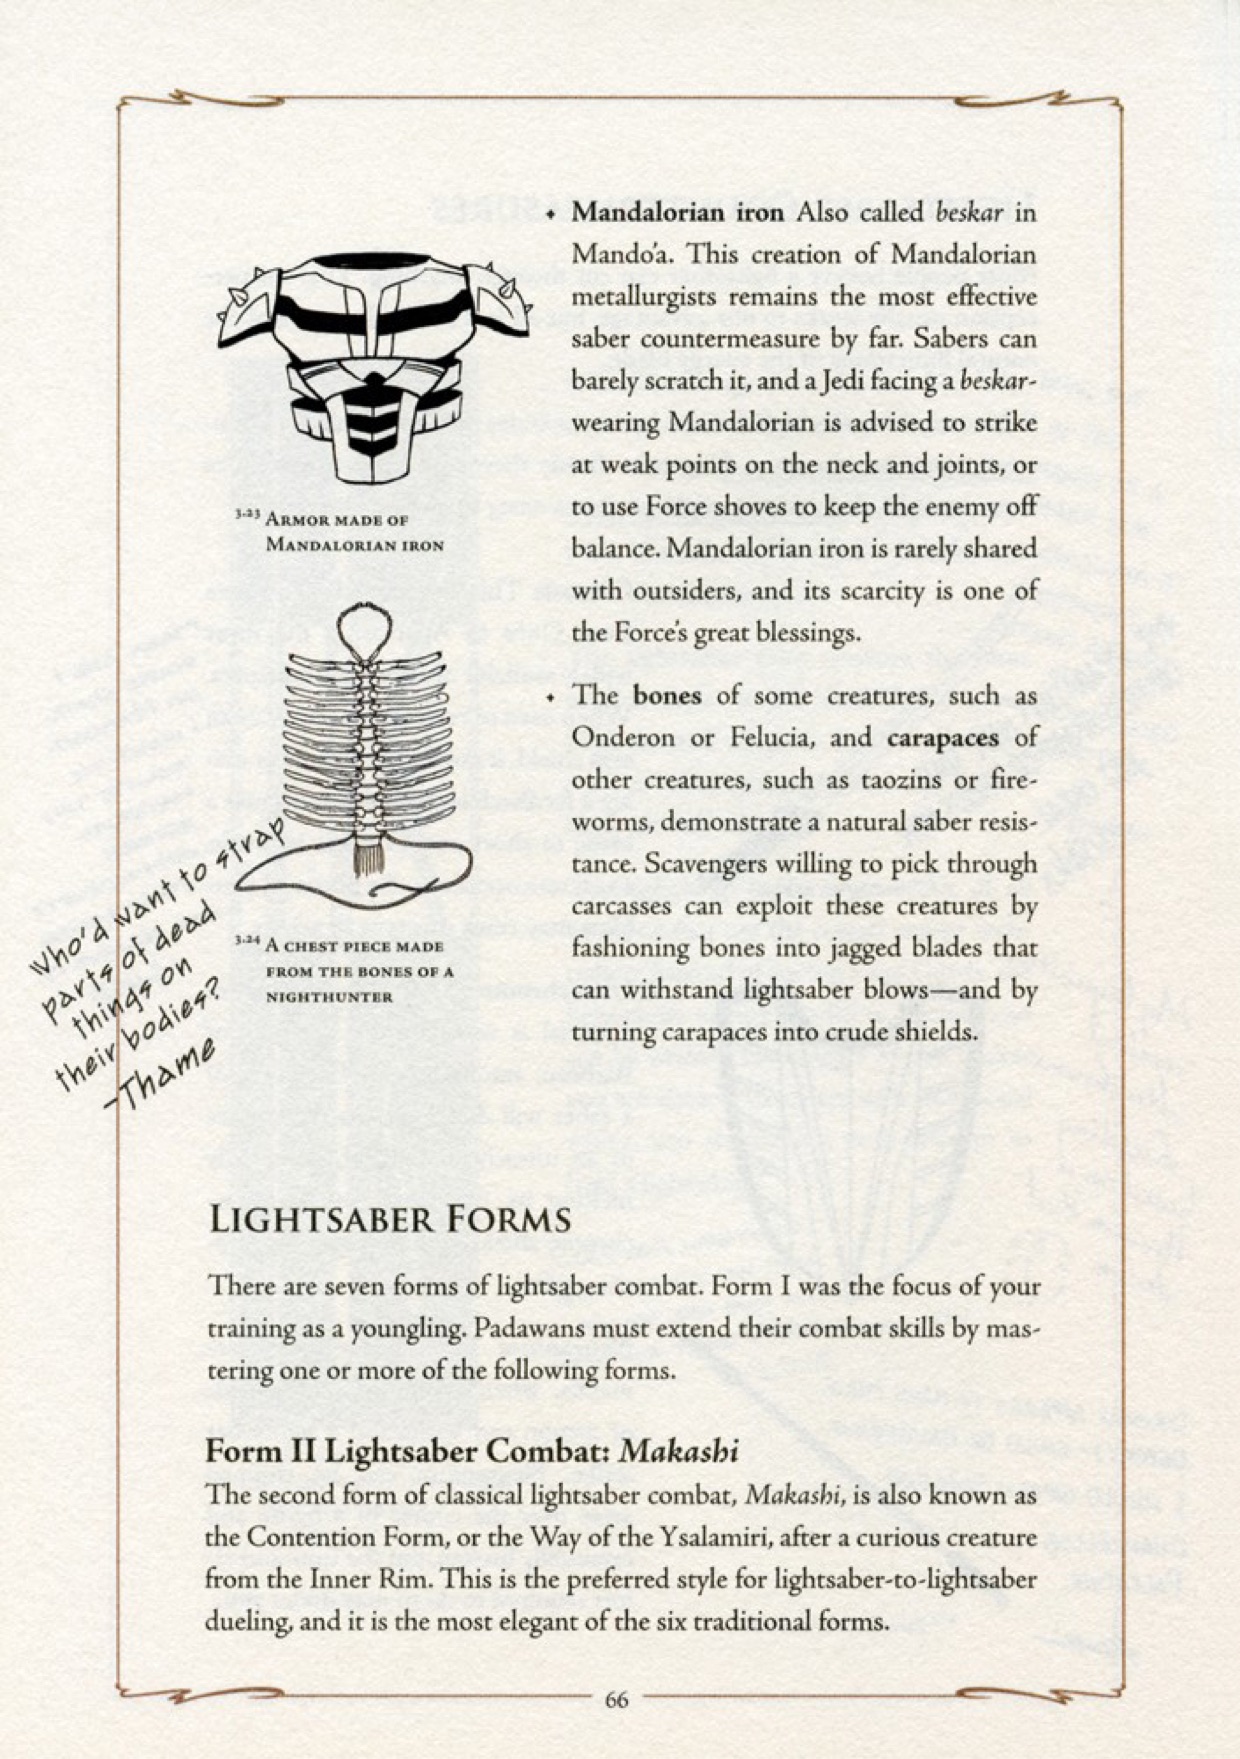 ✦ Mandalorian iron Also called beskar in
Mando'a. This creation of Mandalorian
metallurgists remains the most effective
saber countermeasure by far. Sabers can
barely scratch it, and a Jedi facing a beskar-
wearing Mandalorian is advised to strike
at weak points on the neck and joints, or
to use Force shoves to keep the enemy off
balance. Mandalorian iron is rarely shared
with outsiders, and its scarcity is one of
the Force's great blessings.
3.23 ARMOR MADE OF
MANDALORIAN IRON
✦ The bones of some creatures, such as
Onderon or Felucia, and carapaces of
other creatures, such as taozins or fire-
worms, demonstrate a natural saber resis-
tance. Scavengers willing to pick through
carcasses can exploit these creatures by
fashioning bones into jagged blades that
can withstand lightsaber blows—and by
turning carapaces into crude shields.
3.24 A CHEST PIECE MADE
FROM THE BONES OF A
NIGHTHUNTER
Who'd want to strap
parts of dead
things on
their bodies?
-Thame
LIGHTSABER FORMS
There are seven forms of lightsaber combat. Form I was the focus of your
training as a youngling. Padawans must extend their combat skills by mas-
tering one or more of the following forms.
Form II Lightsaber Combat: Makashi
The second form of classical lightsaber combat, Makashi, is also known as
the Contention Form, or the Way of the Ysalamiri, after a curious creature
from the Inner Rim. This is the preferred style for lightsaber-to-lightsaber
dueling, and it is the most elegant of the six traditional forms.
66